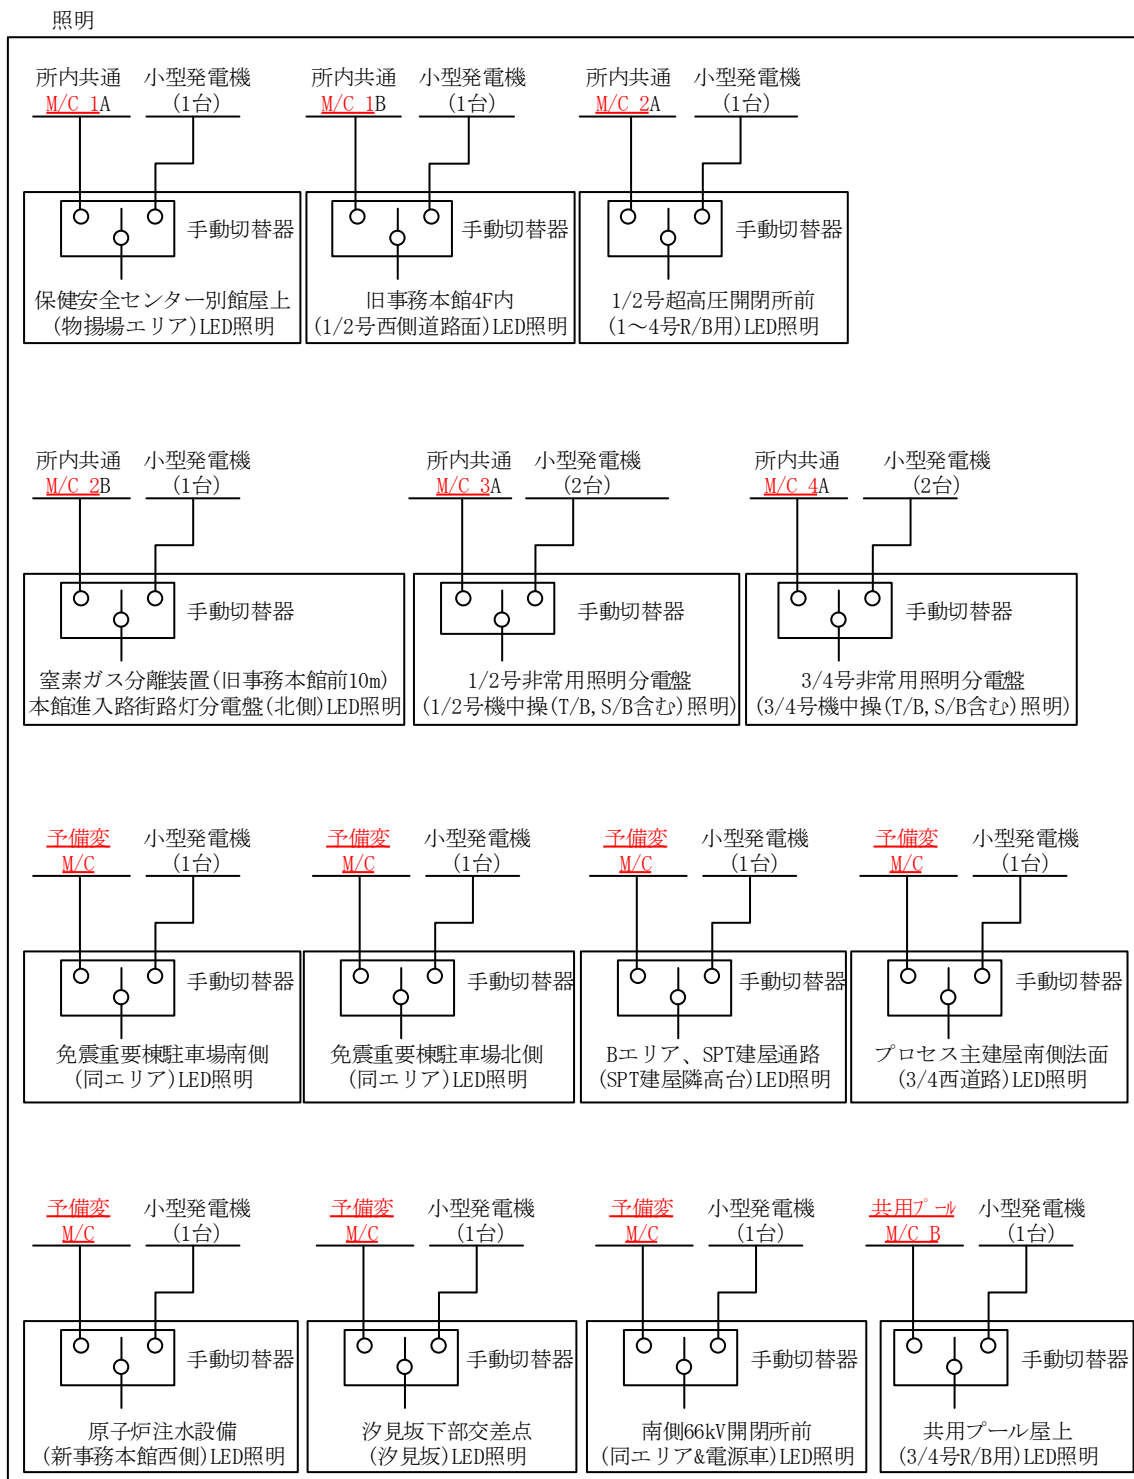 照明
所内共通 小型発電機
M/C 1A (1台)
手動切替器
保健安全センター別館屋上
(物揚場エリア)LED照明
所内共通 小型発電機
M/C 1B (1台)
手動切替器
旧事務本館4F内
(1/2号西側道路面)LED照明
所内共通 小型発電機
M/C 2A (1台)
手動切替器
1/2号超高圧開閉所前
(1～4号R/B用)LED照明
所内共通 小型発電機
M/C 2B (1台)
手動切替器
窒素ガス分離装置(旧事務本館前10m)
本館進入路街路灯分電盤(北側)LED照明
所内共通 小型発電機
M/C 3A (2台)
手動切替器
1/2号非常用照明分電盤
(1/2号機中操(T/B,S/B含む)照明)
所内共通 小型発電機
M/C 4A (2台)
手動切替器
3/4号非常用照明分電盤
(3/4号機中操(T/B,S/B含む)照明)
予備変 小型発電機
M/C (1台)
手動切替器
免震重要棟駐車場南側
(同エリア)LED照明
予備変 小型発電機
M/C (1台)
手動切替器
免震重要棟駐車場北側
(同エリア)LED照明
予備変 小型発電機
M/C (1台)
手動切替器
Bエリア、SPT建屋通路
(SPT建屋隣高台)LED照明
予備変 小型発電機
M/C (1台)
手動切替器
プロセス主建屋南側法面
(3/4西道路)LED照明
予備変 小型発電機
M/C (1台)
手動切替器
原子炉注水設備
(新事務本館西側)LED照明
予備変 小型発電機
M/C (1台)
手動切替器
汐見坂下部交差点
(汐見坂)LED照明
予備変 小型発電機
M/C (1台)
手動切替器
南側66kV開閉所前
(同エリア&電源車)LED照明
共用プール 小型発電機
M/C B (1台)
手動切替器
共用プール屋上
(3/4号R/B用)LED照明